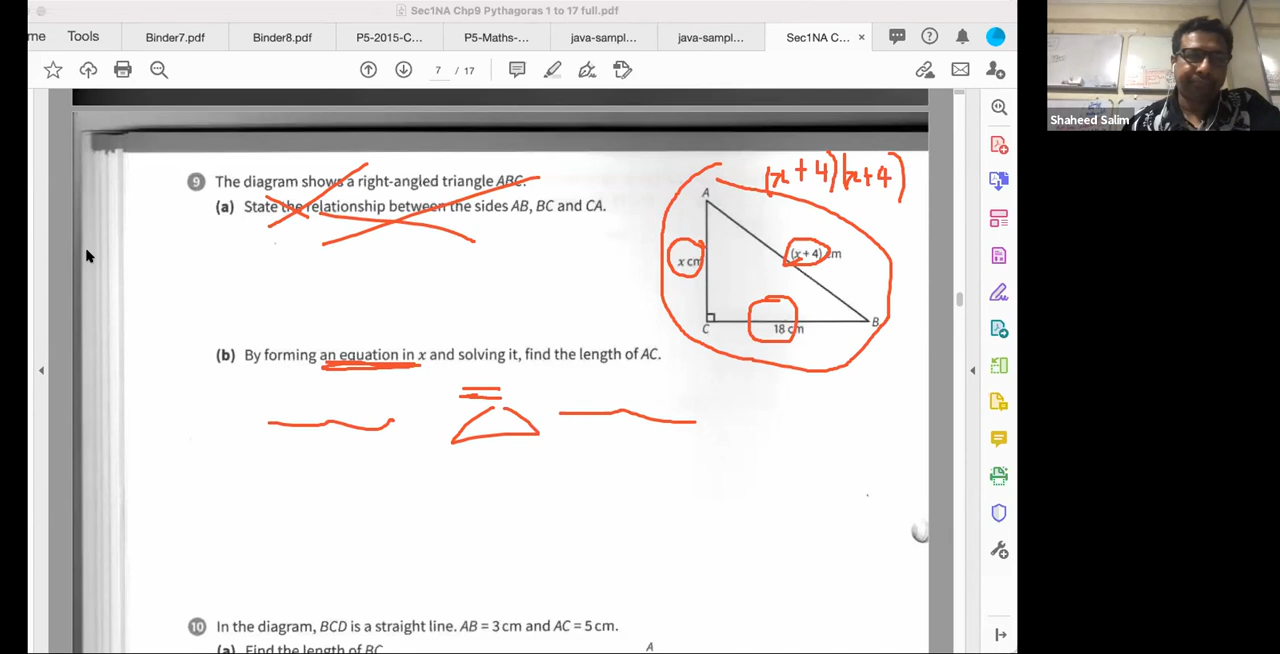 Sec1NA Chp9 Pythagoras 1 to 17 full.pdf
me Tools Binder7.pdf Binder8.pdf P5-2015-C... P5-Maths-... java-sampl... java-sampl... Sec1NA C... ×
7 / 17
Shaheed Salim
(x + 4)(x+4)
9 The diagram shows a right-angled triangle ABC.
(a) State the relationship between the sides AB, BC and CA.
A
x cm
(x + 4) cm
C
18 cm
B
(b) By forming an equation in x and solving it, find the length of AC.
=
10 In the diagram, BCD is a straight line. AB = 3 cm and AC = 5 cm.
A
(a) Find the length of BC.